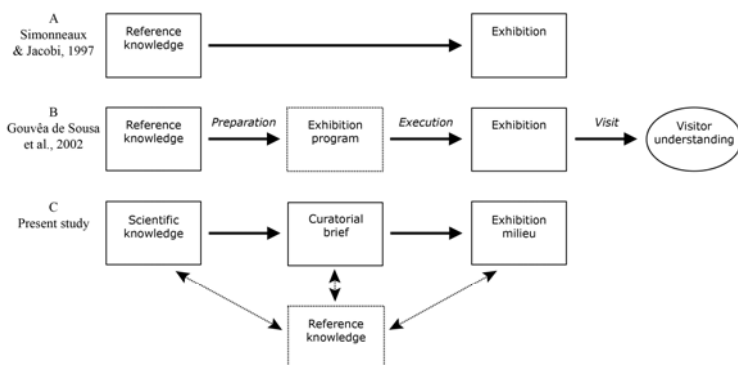 A
Simonneaux
& Jacobi, 1997
Reference
knowledge
Exhibition
B
Gouvêa de Sousa
et al., 2002
Reference
knowledge
Preparation
Exhibition
program
Execution
Exhibition
Visit
Visitor
understanding
C
Present study
Scientific
knowledge
Curatorial
brief
Exhibition
milieu
Reference
knowledge